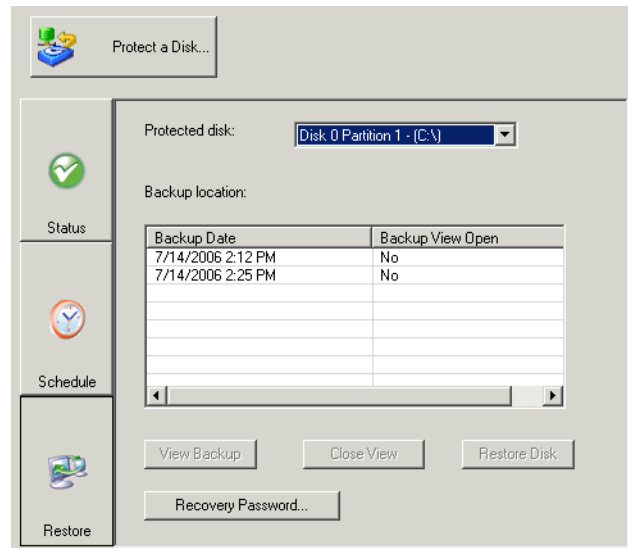 Protect a Disk...
Protected disk:
Disk 0 Partition 1 - (C:\)
Backup location:
Status
Backup Date Backup View Open
7/14/2006 2:12 PM No
7/14/2006 2:25 PM No
Schedule
View Backup Close View Restore Disk
Recovery Password...
Restore